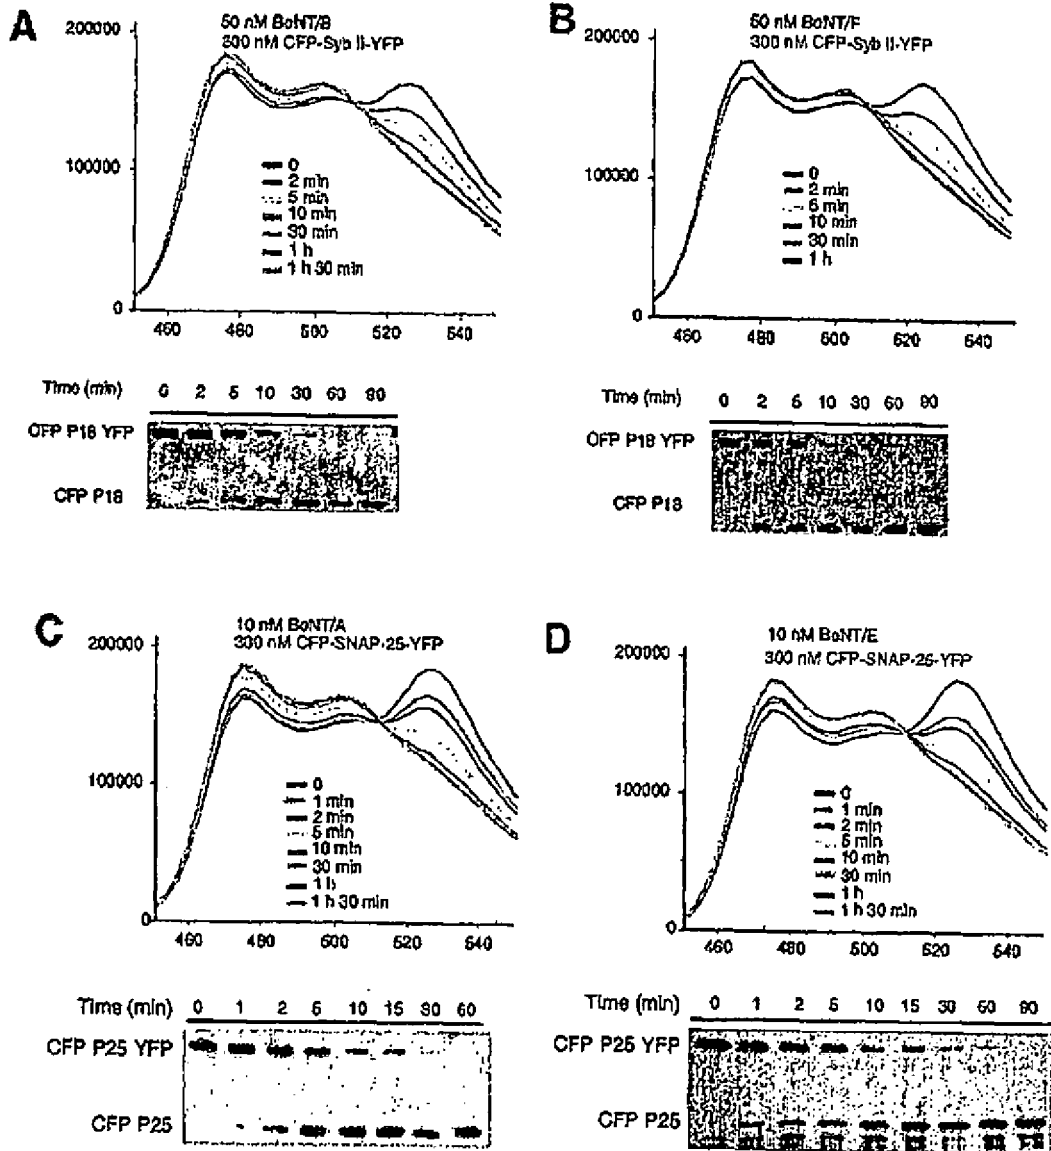 A
50 nM BoNT/B
300 nM CFP-Syb II-YFP
200000
100000
0
460
480
500
520
540
0
2 min
5 min
10 min
30 min
1 h
1 h 30 min
Time (min) 0 2 5 10 30 60 90
CFP P18 YFP
CFP P18
B
50 nM BoNT/F
300 nM CFP-Syb II-YFP
200000
100000
0
460
480
500
520
540
0
2 min
5 min
10 min
30 min
1 h
Time (min) 0 2 5 10 30 60 90
CFP P18 YFP
CFP P18
C
10 nM BoNT/A
300 nM CFP-SNAP-25-YFP
200000
100000
0
460
480
500
520
540
0
1 min
2 min
5 min
10 min
30 min
1 h
1 h 30 min
Time (min) 0 1 2 5 10 15 30 60
CFP P25 YFP
CFP P25
D
10 nM BoNT/E
300 nM CFP-SNAP-25-YFP
200000
100000
0
460
480
500
520
540
0
1 min
2 min
5 min
10 min
30 min
1 h
1 h 30 min
Time (min) 0 1 2 5 10 15 30 60 90
CFP P25 YFP
CFP P25